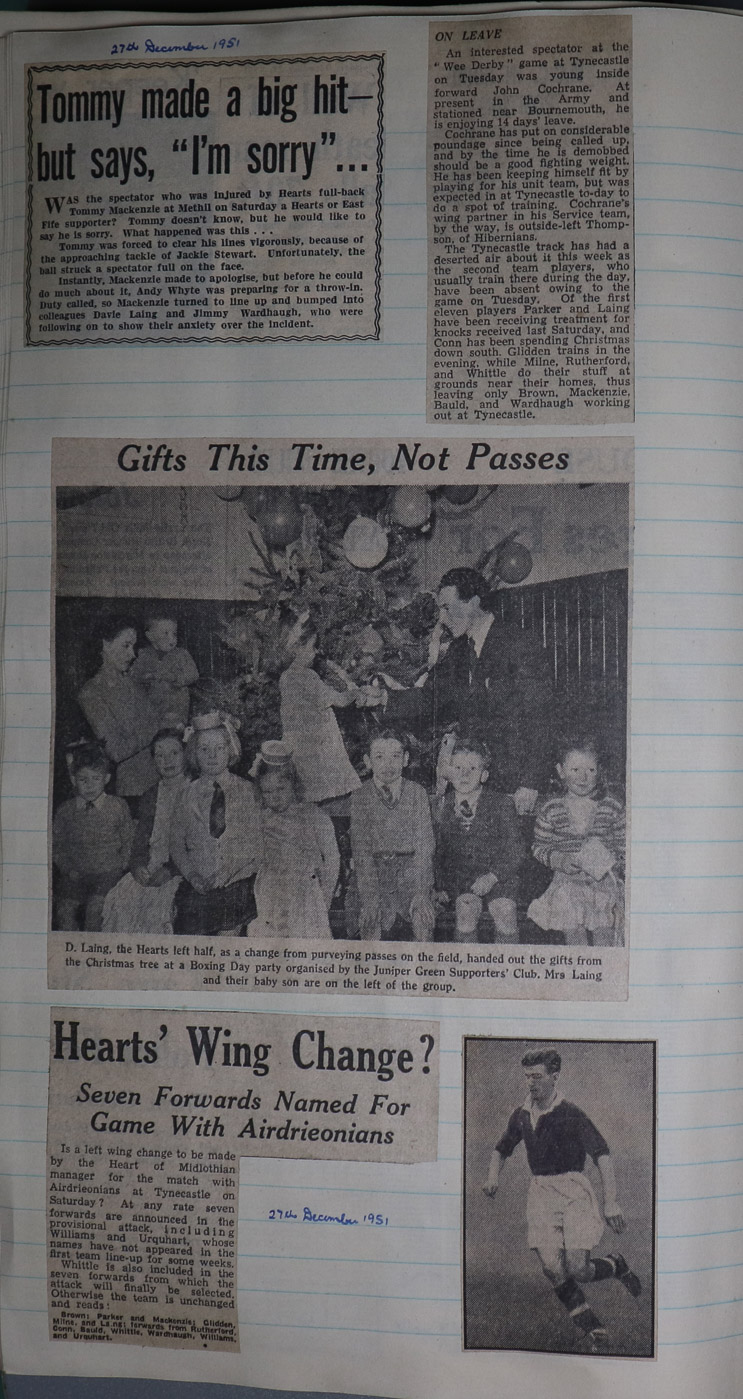 27th December 1951
Tommy made a big hit—
but says, "I'm sorry"...
WAS the spectator who was injured by Hearts full-back
Tommy Mackenzie at Methil on Saturday a Hearts or East
Fife supporter? Tommy doesn't know, but he would like to
say he is sorry. What happened was this . . .
Tommy was forced to clear his lines vigorously, because of
the approaching tackle of Jackie Stewart. Unfortunately, the
ball struck a spectator full on the face.
Instantly, Mackenzie made to apologise, but before he could
do much about it, Andy Whyte was preparing for a throw-in.
Duty called, so Mackenzie turned to line up and bumped into
colleagues Davie Laing and Jimmy Wardhaugh, who were
following on to show their anxiety over the incident.
ON LEAVE
An interested spectator at the
"Wee Derby" game at Tynecastle
on Tuesday was young inside
forward John Cochrane. At
present in the Army and
stationed near Bournemouth, he
is enjoying 14 days' leave.
Cochrane has put on considerable
poundage since being called up,
and by the time he is demobbed
should be a good fighting weight.
He has been keeping himself fit by
playing for his unit team, but was
expected in at Tynecastle to-day to
do a spot of training. Cochrane's
wing partner in his Service team,
by the way, is outside-left Thomp-
son, of Hibernians.
The Tynecastle track has had a
deserted air about it this week as
the second team players, who
usually train there during the day,
have been absent owing to the
game on Tuesday. Of the first
eleven players Parker and Laing
have been receiving treatment for
knocks received last Saturday, and
Conn has been spending Christmas
down south. Glidden trains in the
evening, while Milne, Rutherford,
and Whittle do their stuff at
grounds near their homes, thus
leaving only Brown, Mackenzie,
Bauld, and Wardhaugh working
out at Tynecastle.
Gifts This Time, Not Passes
D. Laing, the Hearts left half, as a change from purveying passes on the field, handed out the gifts from
the Christmas tree at a Boxing Day party organised by the Juniper Green Supporters' Club. Mrs Laing
and their baby son are on the left of the group.
Hearts' Wing Change?
Seven Forwards Named For
Game With Airdrieonians
Is a left wing change to be made
by the Heart of Midlothian
manager for the match with
Airdrieonians at Tynecastle on
Saturday? At any rate seven
forwards are announced in the
provisional attack, including
Williams and Urquhart, whose
names have not appeared in the
first team line-up for some weeks.
Whittle is also included in the
seven forwards from which the
attack will finally be selected.
Otherwise the team is unchanged
and reads:
Brown; Parker and Mackenzie; Glidden,
Milne, and Laing; forwards from Rutherford,
Conn, Bauld, Whittle, Wardhaugh, Williams,
and Urquhart.
27th December 1951